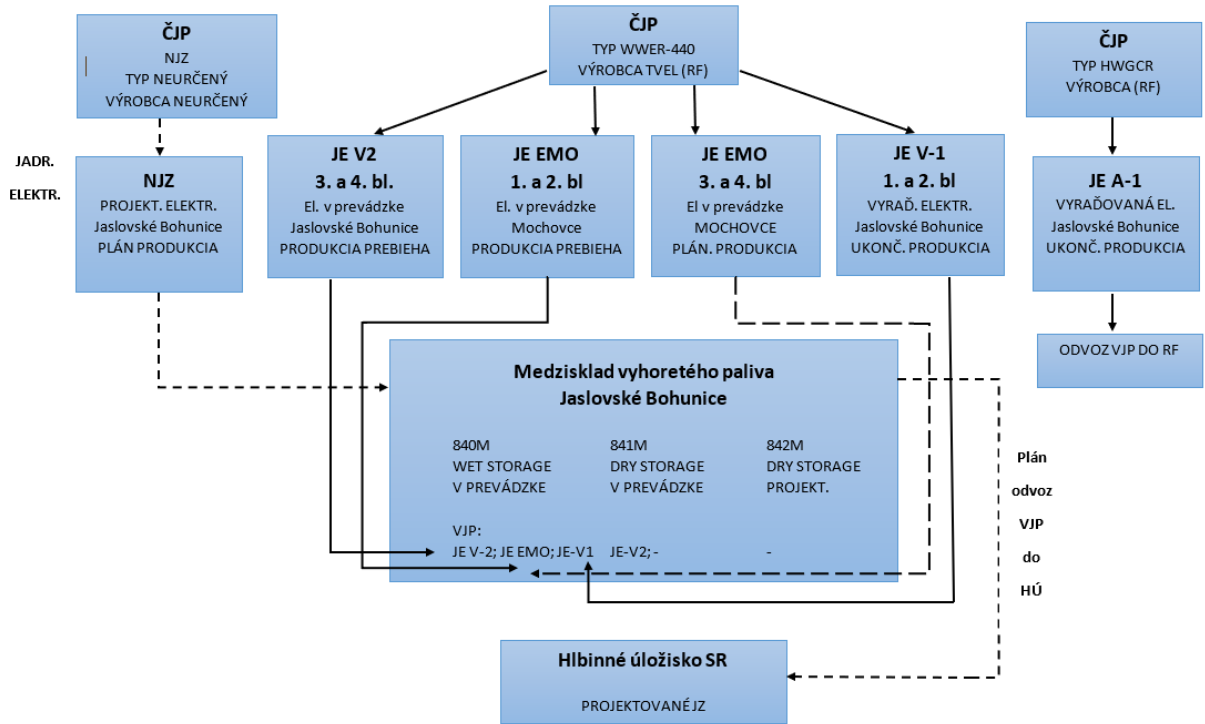 ČJP
NJZ
TYP NEURČENÝ
VÝROBCA NEURČENÝ
ČJP
TYP WWER-440
VÝROBCA TVEL (RF)
ČJP
TYP HWGCR
VÝROBCA (RF)
JADR.
ELEKTR.
NJZ
PROJEKT. ELEKTR.
Jaslovské Bohunice
PLÁN PRODUKCIA
JE V2
3. a 4. bl.
El. v prevádzke
Jaslovské Bohunice
PRODUKCIA PREBIEHA
JE EMO
1. a 2. bl
El. v prevádzke
Mochovce
PRODUKCIA PREBIEHA
JE EMO
3. a 4. bl
El v prevádzke
MOCHOVCE
PLÁN. PRODUKCIA
JE V-1
1. a 2. bl
VYRAĎ. ELEKTR.
Jaslovské Bohunice
UKONČ. PRODUKCIA
JE A-1
VYRAĎOVANÁ EL.
Jaslovské Bohunice
UKONČ. PRODUKCIA
ODVOZ VJP DO RF
Medzisklad vyhoretého paliva
Jaslovské Bohunice
840M
WET STORAGE
V PREVÁDZKE
841M
DRY STORAGE
V PREVÁDZKE
842M
DRY STORAGE
PROJEKT.
VJP:
JE V-2; JE EMO; JE-V1
JE-V2; -
-
Plán
odvoz
VJP
do
HÚ
Hlbinné úložisko SR
PROJEKTOVANÉ JZ